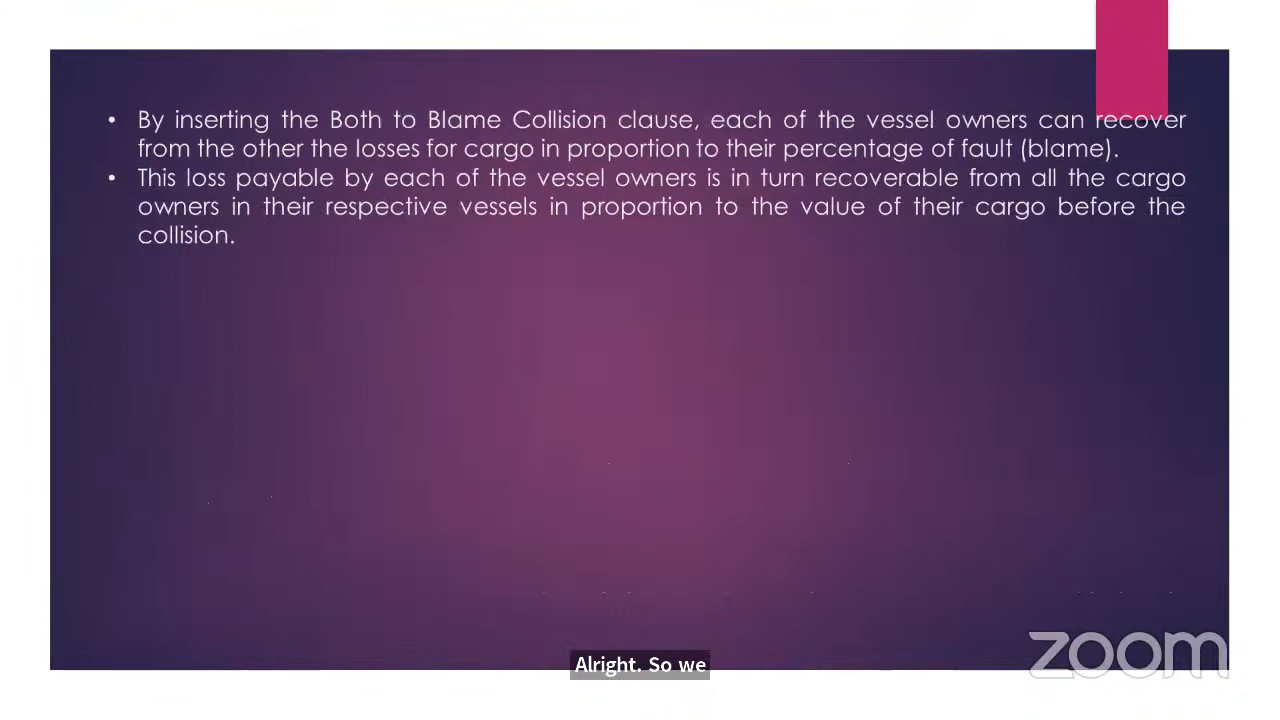 • By inserting the Both to Blame Collision clause, each of the vessel owners can recover
from the other the losses for cargo in proportion to their percentage of fault (blame).
• This loss payable by each of the vessel owners is in turn recoverable from all the cargo
owners in their respective vessels in proportion to the value of their cargo before the
collision.
zoom
Alright. So we